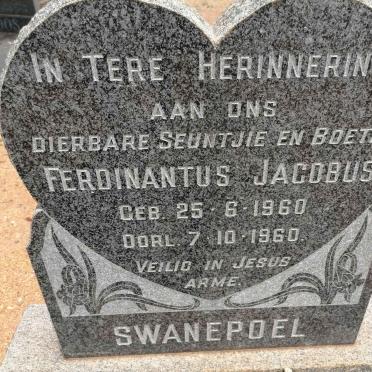 IN TERE HERINNERIN
AAN ONS
DIERBARE SEUNTJIE EN BOET
FERDINANTUS JACOBUS
GEB. 25·6·1960
OORL. 7·10·1960.
VEILIG IN JESUS
ARME.
SWANEPOEL